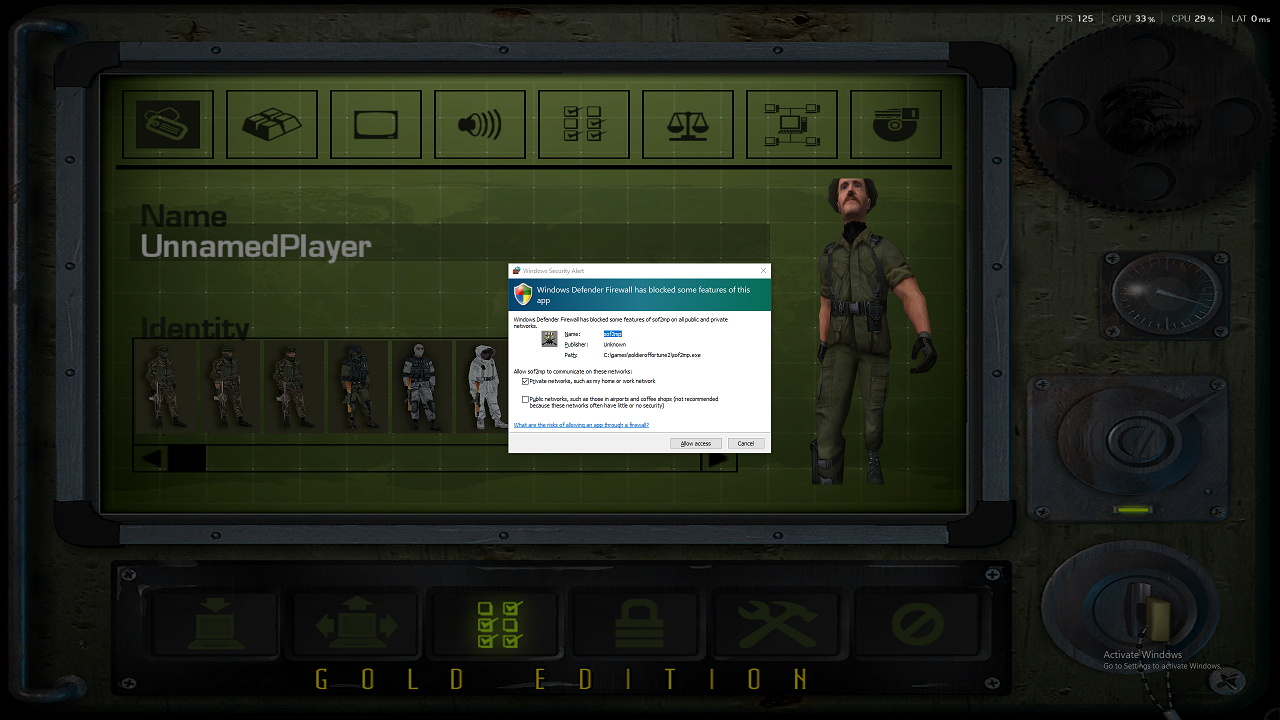 FPS 125 GPU 33 % CPU 29 % LAT 0 ms
Name
UnnamedPlayer
Identity
Windows Security Alert
Windows Defender Firewall has blocked some features of this
app
Windows Defender Firewall has blocked some features of sof2mp on all public and private
networks.
Name: sof2mp
Publisher: Unknown
Path: C:\games\soldieroffortune2\sof2mp.exe
Allow sof2mp to communicate on these networks:
Private networks, such as my home or work network
Public networks, such as those in airports and coffee shops (not recommended
because these networks often have little or no security)
What are the risks of allowing an app through a firewall?
Allow access Cancel
GOLD EDITION
Activate Windows
Go to Settings to activate Windows.